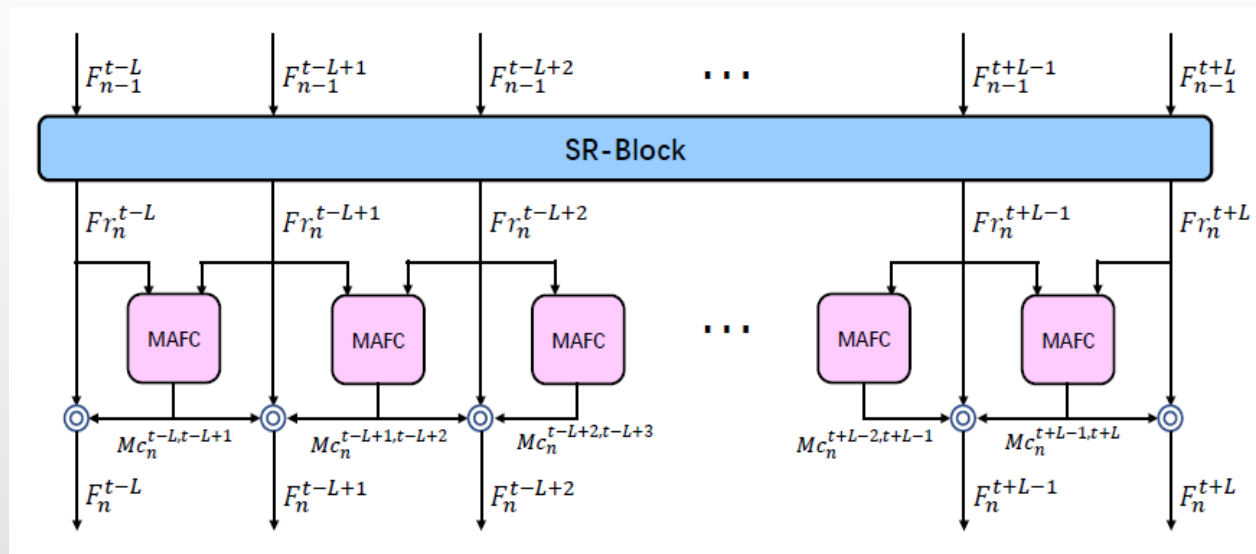 F_{n-1}^{t-L} F_{n-1}^{t-L+1} F_{n-1}^{t-L+2} ⋯ F_{n-1}^{t+L-1} F_{n-1}^{t+L}
SR-Block
Fr_n^{t-L} Fr_n^{t-L+1} Fr_n^{t-L+2} Fr_n^{t+L-1} Fr_n^{t+L}
MAFC MAFC MAFC ⋯ MAFC MAFC
Mc_n^{t-L,t-L+1} Mc_n^{t-L+1,t-L+2} Mc_n^{t-L+2,t-L+3} Mc_n^{t+L-2,t+L-1} Mc_n^{t+L-1,t+L}
F_n^{t-L} F_n^{t-L+1} F_n^{t-L+2} F_n^{t+L-1} F_n^{t+L}